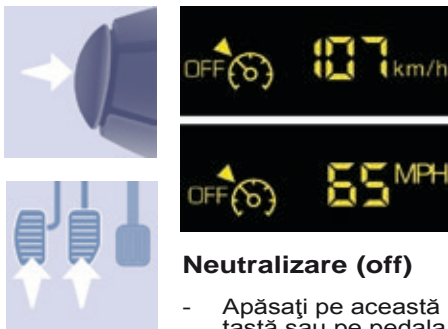 OFF 107 km/h
OFF 65 MPH
Neutralizare (off)
- Apăsaţi pe această
tastă sau pe pedala